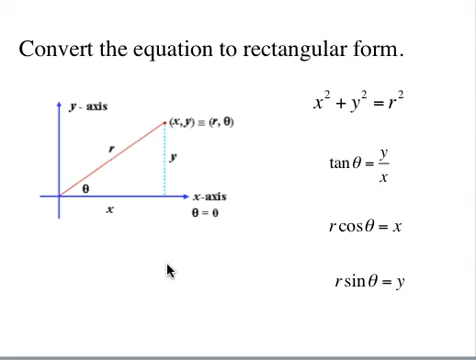 Convert the equation to rectangular form.
y - axis
(x,y) ≡ (r, θ)
r
y
θ
x-axis
x
θ = 0
x² + y² = r²
tan θ = y/x
r cos θ = x
r sin θ = y